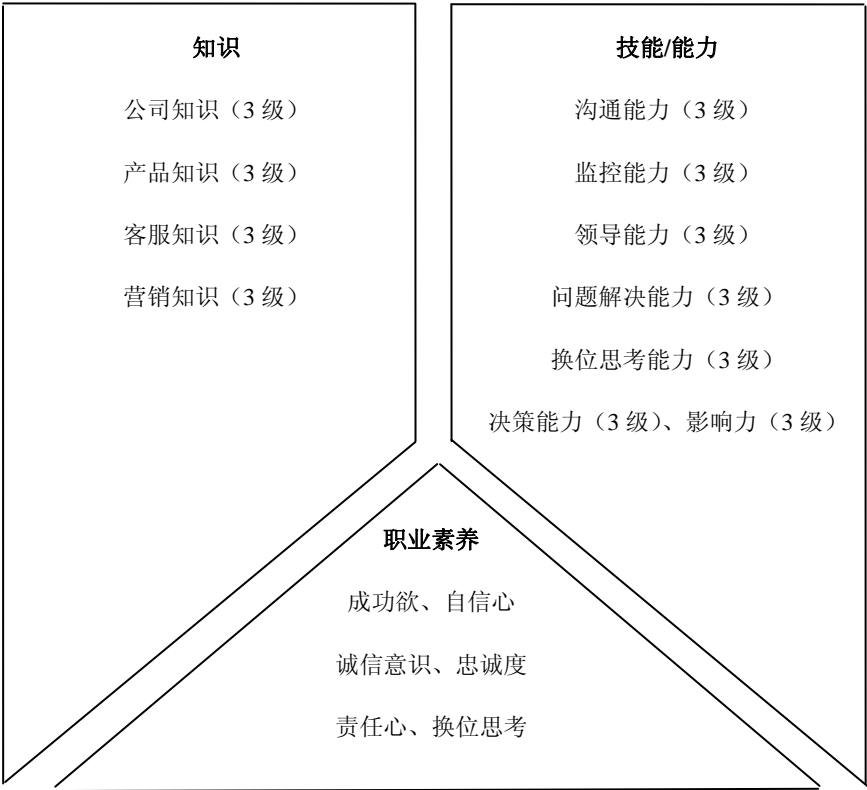 知识
公司知识（3 级）
产品知识（3 级）
客服知识（3 级）
营销知识（3 级）
技能/能力
沟通能力（3 级）
监控能力（3 级）
领导能力（3 级）
问题解决能力（3 级）
换位思考能力（3 级）
决策能力（3 级）、影响力（3 级）
职业素养
成功欲、自信心
诚信意识、忠诚度
责任心、换位思考